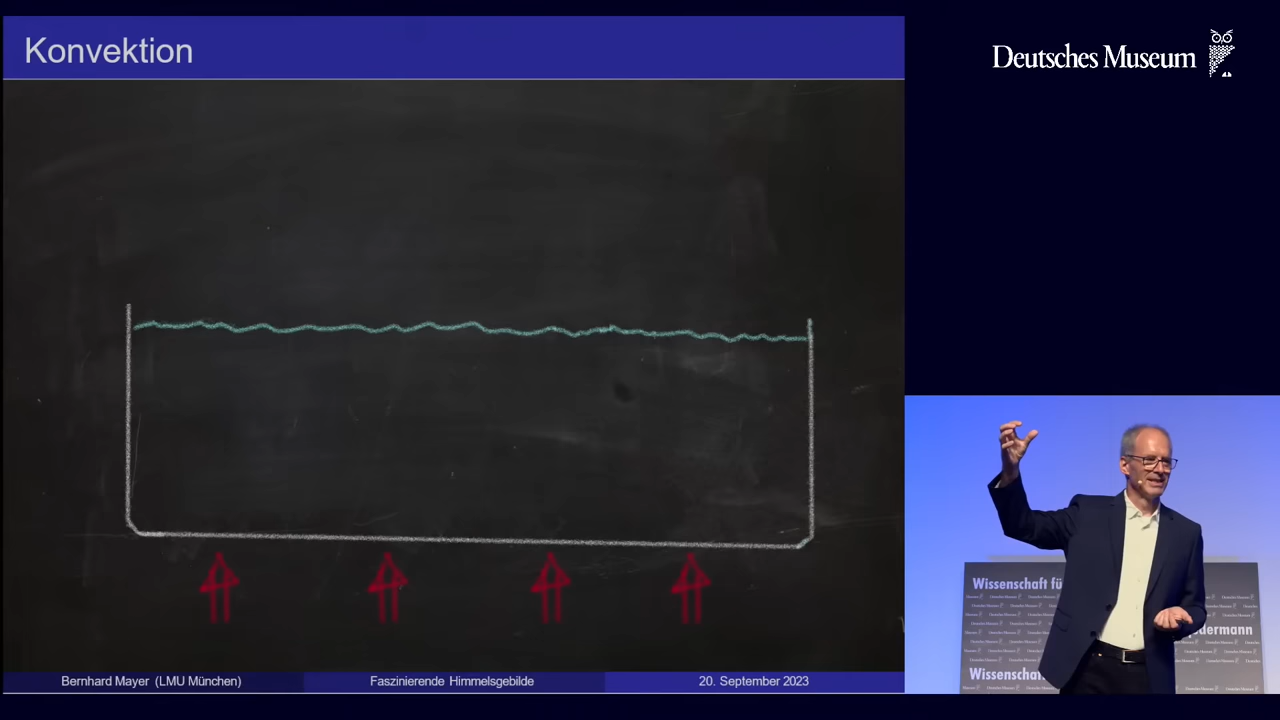 Konvektion
Deutsches Museum
Wissenschaft fü
edermann
Wissenschaf
Bernhard Mayer (LMU München)
Faszinierende Himmelsgebilde
20. September 2023